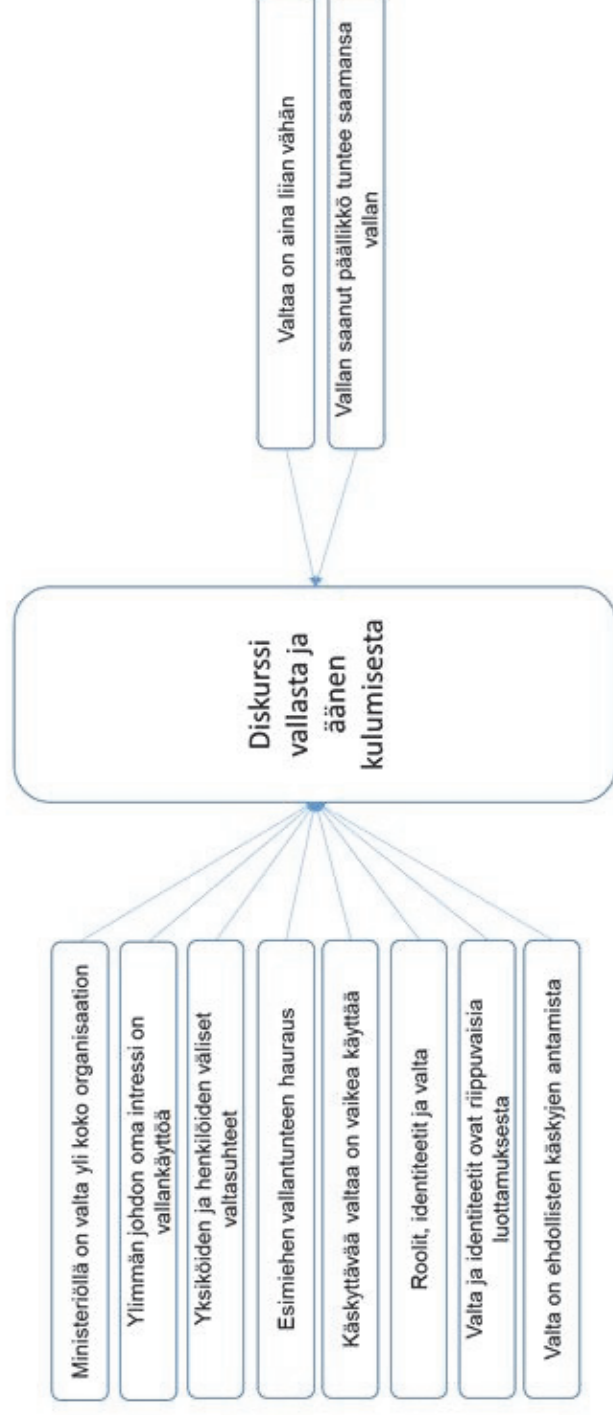 Ministeriöllä on valta yli koko organisaation
Ylimmän johdon oma intressi on
vallankäyttöä
Yksiköiden ja henkilöiden väliset
valtasuhteet
Esimiehen vallantunteen hauraus
Käskyttävää valtaa on vaikea käyttää
Roolit, identiteetit ja valta
Valta ja identiteetit ovat riippuvaisia
luottamuksesta
Valta on ehdollisten käskyjen antamista
Diskurssi
vallasta ja
äänen
kulumisesta
Valtaa on aina liian vähän
Vallan saanut päällikkö tuntee saamansa
vallan